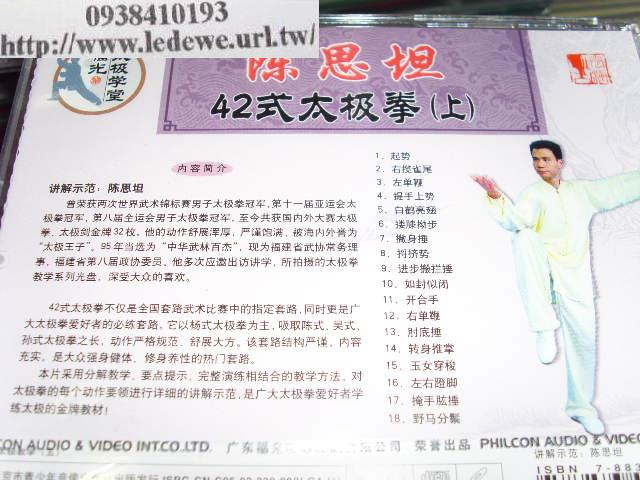 0938410193
http://www.ledewe.url.tw/
福光太极学堂
陈思坦
42式太极拳(上)
内容简介
讲解示范：陈思坦
曾荣获两次世界武术锦标赛男子太极拳冠军，第十一届亚运会太
极拳冠军，第八届全运会男子太极拳冠军，至今共获国内外大赛太极
拳、太极剑金牌32枚。他的动作舒展浑厚，严谨饱满，被海内外誉为
“太极王子”。95年当选为“中华武林百杰”，现为福建省武协常务理
事、福建省第八届政协委员。他多次应邀出访讲学，所拍摄的太极拳
教学系列光盘，深受大众的喜欢。
42式太极拳不仅是全国套路武术比赛中的指定套路，同时更是广
大太极拳爱好者的必练套路。它以杨式太极拳为主，吸取陈式、吴式、
孙式太极拳之长，动作严格规范、舒展大方。该套路结构严谨，内容
充实，是大众强身健体、修身养性的热门套路。
本片采用分解教学，要点提示，完整演练相结合的教学方法，对
太极拳的每个动作要领进行详细的讲解示范，是广大太极拳爱好者学
练太极的金牌教材！
1、起势
2、右揽雀尾
3、左单鞭
4、提手上势
5、白鹤亮翅
6、搂膝拗步
7、撇身捶
8、捋挤势
9、进步搬拦捶
10、如封似闭
11、开合手
12、右单鞭
13、肘底捶
14、转身推掌
15、玉女穿梭
16、左右蹬脚
17、掩手肱捶
18、野马分鬃
讲解示范：陈思坦
CON AUDIO & VIDEO INT.CO.LTD. 广东福光 公司 荣誉出品 PHILCON AUDIO & VIDEO
ISBN 7-883